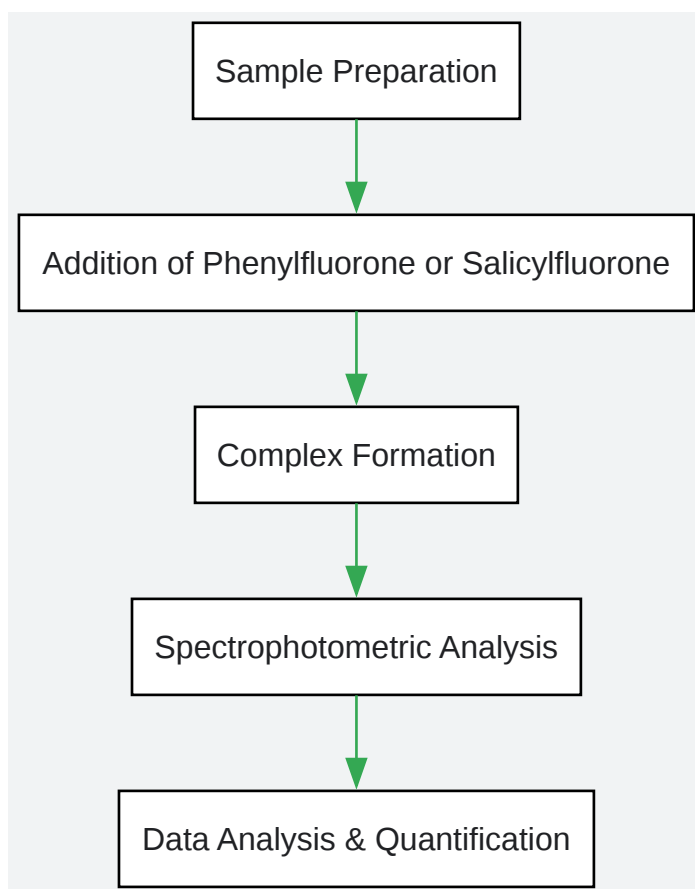 Sample Preparation
Addition of Phenylfluorone or Salicylfluorone
Complex Formation
Spectrophotometric Analysis
Data Analysis & Quantification